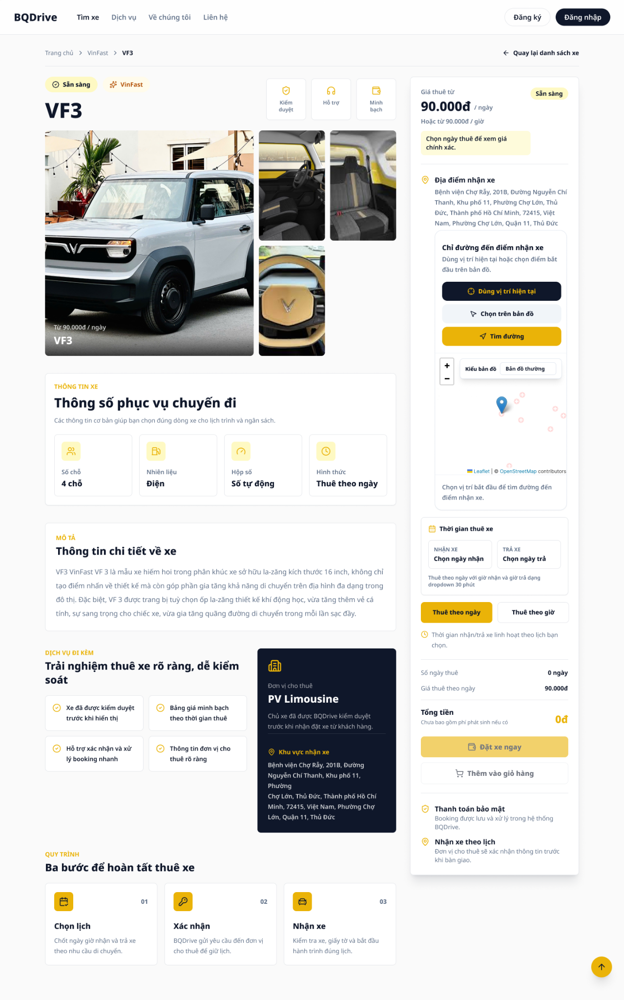 BQDrive
Tìm xe
Dịch vụ
Về chúng tôi
Liên hệ
Đăng ký
Đăng nhập
Trang chủ
VinFast
VF3
Quay lại danh sách xe
Sẵn sàng
VinFast
VF3
Kiểm
duyệt
Hỗ trợ
Minh
bạch
Từ 90.000đ / ngày
VF3
THÔNG TIN XE
Thông số phục vụ chuyến đi
Các thông tin cơ bản giúp bạn chọn đúng dòng xe cho lịch trình và ngân sách.
Số chỗ
4 chỗ
Nhiên liệu
Điện
Hộp số
Số tự động
Hình thức
Thuê theo ngày
MÔ TẢ
Thông tin chi tiết về xe
VF3 VinFast VF 3 là mẫu xe hiếm hoi trong phân khúc xe sở hữu la-zăng kích thước 16 inch, không chỉ
tạo điểm nhấn về thiết kế mà còn góp phần gia tăng khả năng di chuyển trên địa hình đa dạng trong
đô thị. Đặc biệt, VF 3 được trang bị tuỳ chọn ốp la-zăng thiết kế khí động học, vừa tăng thêm vẻ cá
tính, sự sang trọng cho chiếc xe, vừa gia tăng quãng đường di chuyển trong mỗi lần sạc đầy.
DỊCH VỤ ĐI KÈM
Trải nghiệm thuê xe rõ ràng, dễ kiểm
soát
Xe đã được kiểm duyệt
trước khi hiển thị
Bảng giá minh bạch
theo thời gian thuê
Hỗ trợ xác nhận và xử
lý booking nhanh
Thông tin đơn vị cho
thuê rõ ràng
Đơn vị cho thuê
PV Limousine
Chủ xe đã được BQDrive kiểm duyệt
trước khi nhận đặt xe từ khách hàng.
Khu vực nhận xe
Bệnh viện Chợ Rẫy, 201B, Đường
Nguyễn Chí Thanh, Khu phố 11,
Phường
Chợ Lớn, Thủ Đức, Thành phố Hồ Chí
Minh, 72415, Việt Nam, Phường Chợ
Lớn, Quận 11, Thủ Đức
QUY TRÌNH
Ba bước để hoàn tất thuê xe
01
Chọn lịch
Chốt ngày giờ nhận và trả xe
theo nhu cầu di chuyển.
02
Xác nhận
BQDrive gửi yêu cầu đến đơn vị
cho thuê để giữ lịch.
03
Nhận xe
Kiểm tra xe, giấy tờ và bắt đầu
hành trình đúng lịch.
Giá thuê từ
Sẵn sàng
90.000đ / ngày
Hoặc từ 90.000đ / giờ
Chọn ngày thuê để xem giá
chính xác.
Địa điểm nhận xe
Bệnh viện Chợ Rẫy, 201B, Đường Nguyễn Chí
Thanh, Khu phố 11, Phường Chợ Lớn, Thủ
Đức, Thành phố Hồ Chí Minh, 72415, Việt
Nam, Phường Chợ Lớn, Quận 11, Thủ Đức
Chỉ đường đến điểm nhận xe
Dùng vị trí hiện tại hoặc chọn điểm bắt
đầu trên bản đồ.
Dùng vị trí hiện tại
Chọn trên bản đồ
Tìm đường
+
−
Kiểu bản đồ
Bản đồ thường
Leaflet | © OpenStreetMap contributors
Chọn vị trí bắt đầu để tìm đường đến
điểm nhận xe.
Thời gian thuê xe
NHẬN XE
Chọn ngày nhận
TRẢ XE
Chọn ngày trả
Thuê theo ngày với giờ nhận và giờ trả dạng
dropdown 30 phút
Thuê theo ngày
Thuê theo giờ
Thời gian nhận/trả xe linh hoạt theo lịch bạn
chọn.
Số ngày thuê
0 ngày
Giá thuê theo ngày
90.000đ
Tổng tiền
Chưa bao gồm phí phát sinh nếu có
0đ
Đặt xe ngay
Thêm vào giỏ hàng
Thanh toán bảo mật
Booking được lưu và xử lý trong hệ thống
BQDrive.
Nhận xe theo lịch
Đơn vị cho thuê sẽ xác nhận thông tin trước
khi bàn giao.